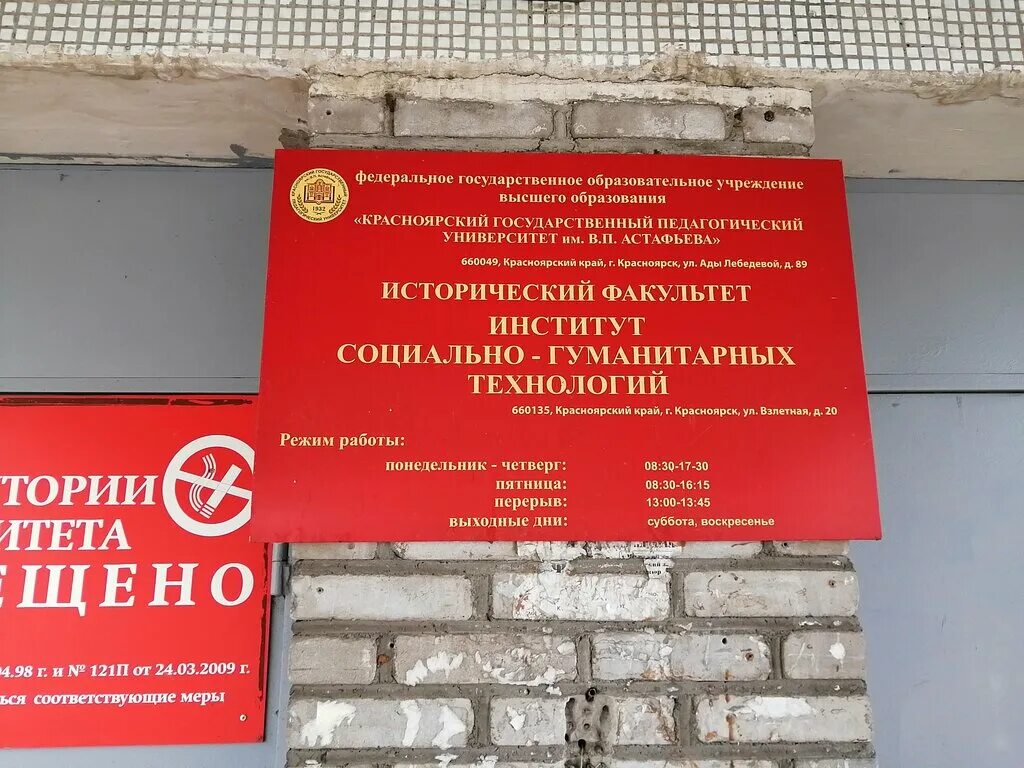 федеральное государственное образовательное учреждение
высшего образования
«КРАСНОЯРСКИЙ ГОСУДАРСТВЕННЫЙ ПЕДАГОГИЧЕСКИЙ
УНИВЕРСИТЕТ им. В.П. АСТАФЬЕВА»
660049, Красноярский край, г. Красноярск, ул. Ады Лебедевой, д. 89
ИСТОРИЧЕСКИЙ ФАКУЛЬТЕТ
ИНСТИТУТ
СОЦИАЛЬНО - ГУМАНИТАРНЫХ
ТЕХНОЛОГИЙ
660135, Красноярский край, г. Красноярск, ул. Взлетная, д. 20
Режим работы:
понедельник - четверг: 08:30-17-30
пятница: 08:30-16:15
перерыв: 13:00-13:45
выходные дни: суббота, воскресенье
1932
ТОРИИ
ИТЕТА
ЕЩЕНО
04.98 г. и № 121П от 24.03.2009 г.
ься соответствующие меры